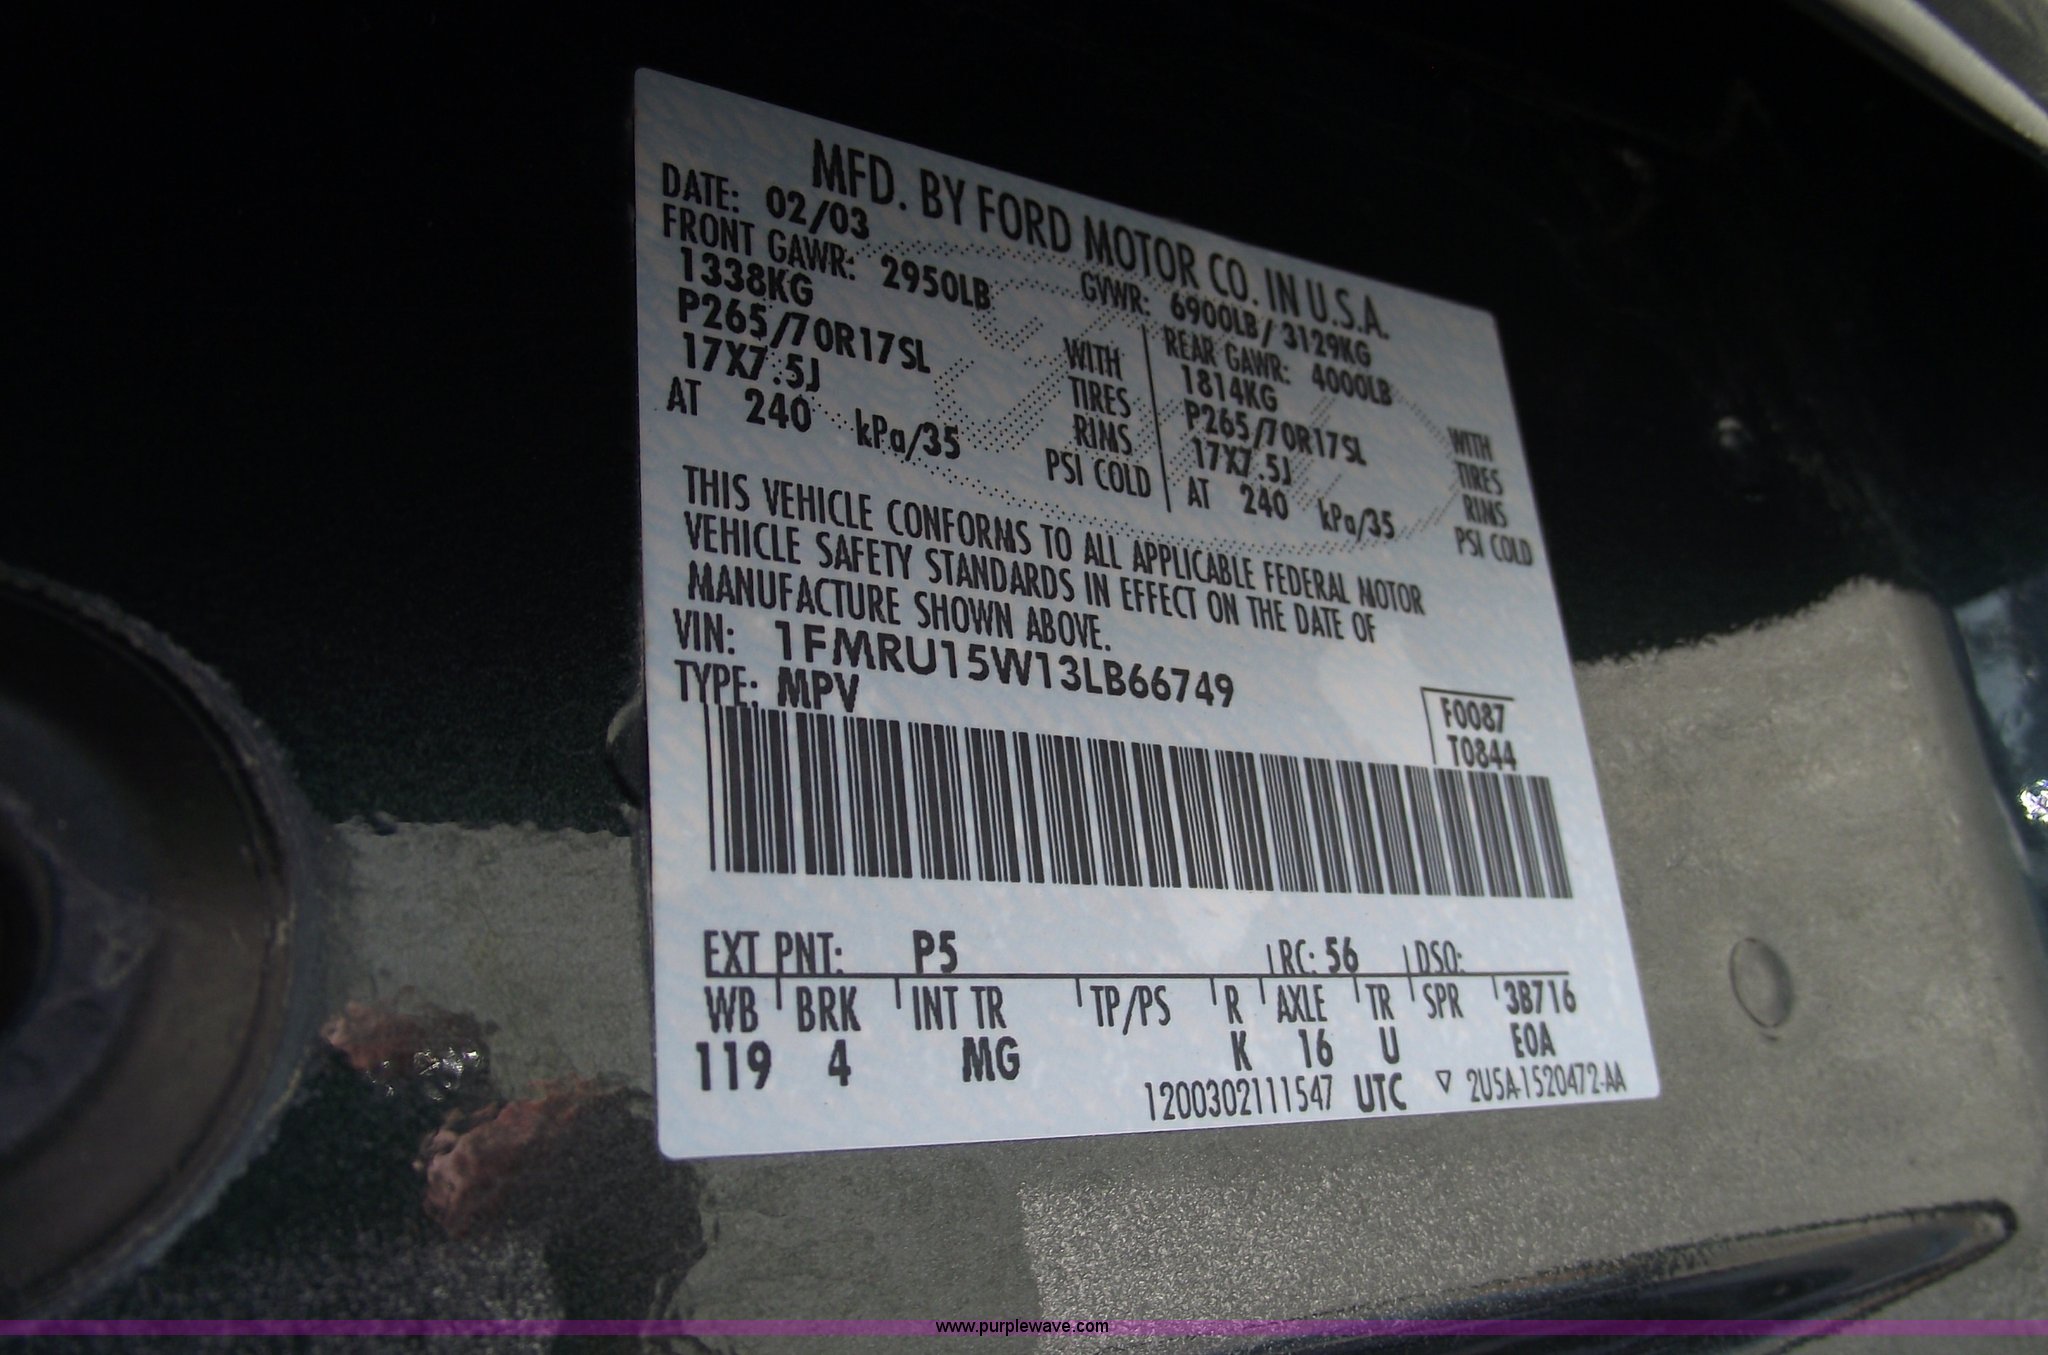 MFD. BY FORD MOTOR CO. IN U.S.A.
DATE: 02/03
GVWR: 6900LB / 3129KG
FRONT GAWR: 2950LB
1338KG WITH
P265/70R17SL TIRES
17X7.5J RIMS
AT 240 kPa/35 PSI COLD
REAR GAWR: 4000LB
1814KG WITH
P265/70R17SL TIRES
17X7.5J RIMS
AT 240 kPa/35 PSI COLD
THIS VEHICLE CONFORMS TO ALL APPLICABLE FEDERAL MOTOR
VEHICLE SAFETY STANDARDS IN EFFECT ON THE DATE OF
MANUFACTURE SHOWN ABOVE.
VIN: 1FMRU15W13LB66749
TYPE: MPV
F0087
T0844
EXT PNT: P5 RC: 56 DSO:
WB BRK INT TR TP/PS R AXLE TR SPR 3B716
119 4 MG K 16 U EOA
1200302111547 UTC ▽ 2U5A-1520472-AA
www.purplewave.com